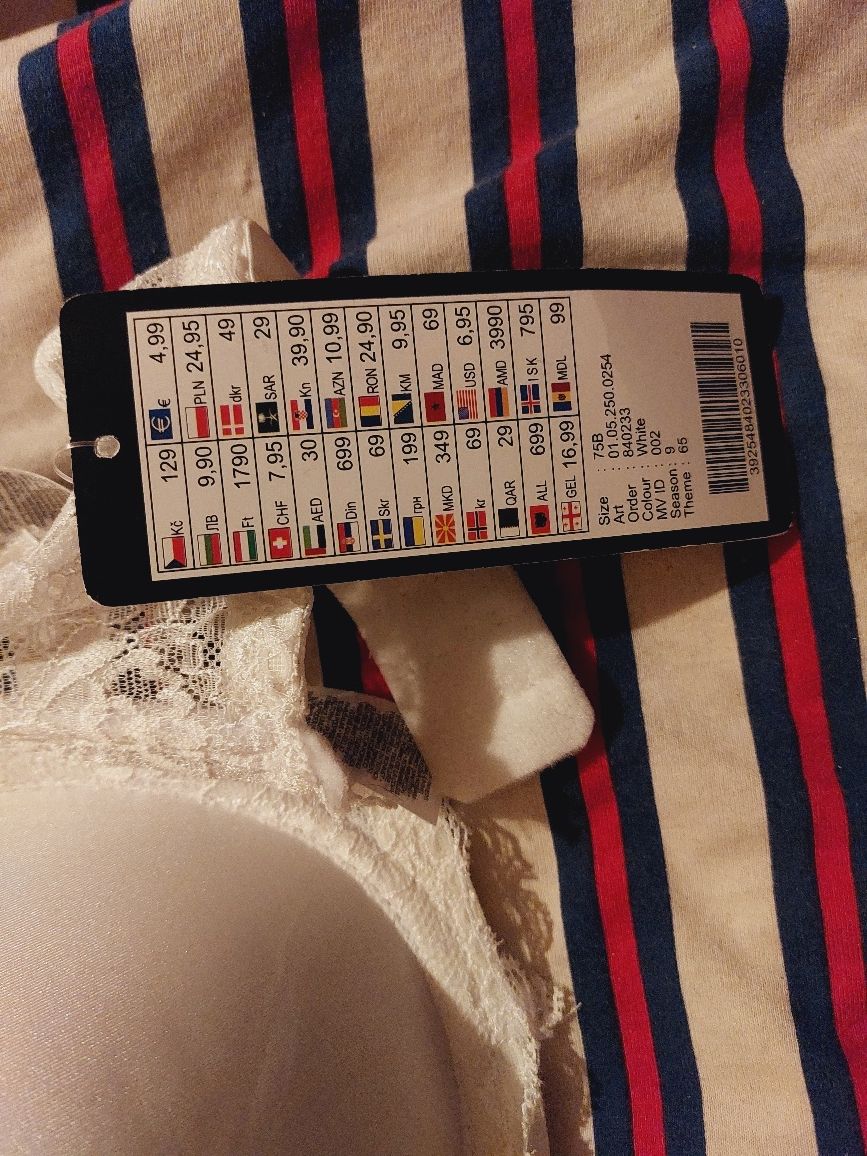 Kč 129 € € 4,99
ЛВ 9,90 PLN 24,95
Ft 1790 dkr 49
CHF 7,95 SAR 29
AED 30 Kn 39,90
Din 699 AZN 10,99
Skr 69 RON 24,90
грн 199 KM 9,95
MKD 349 MAD 69
kr 69 USD 6,95
QAR 29 AMD 3990
ALL 699 I SK 795
GEL 16,99 MDL 99
Size : 75B
Art : 01.05.250.0254
Order : 840233
Colour : White
MV ID : 002
Season : 9
Theme : 65
3925484023306010